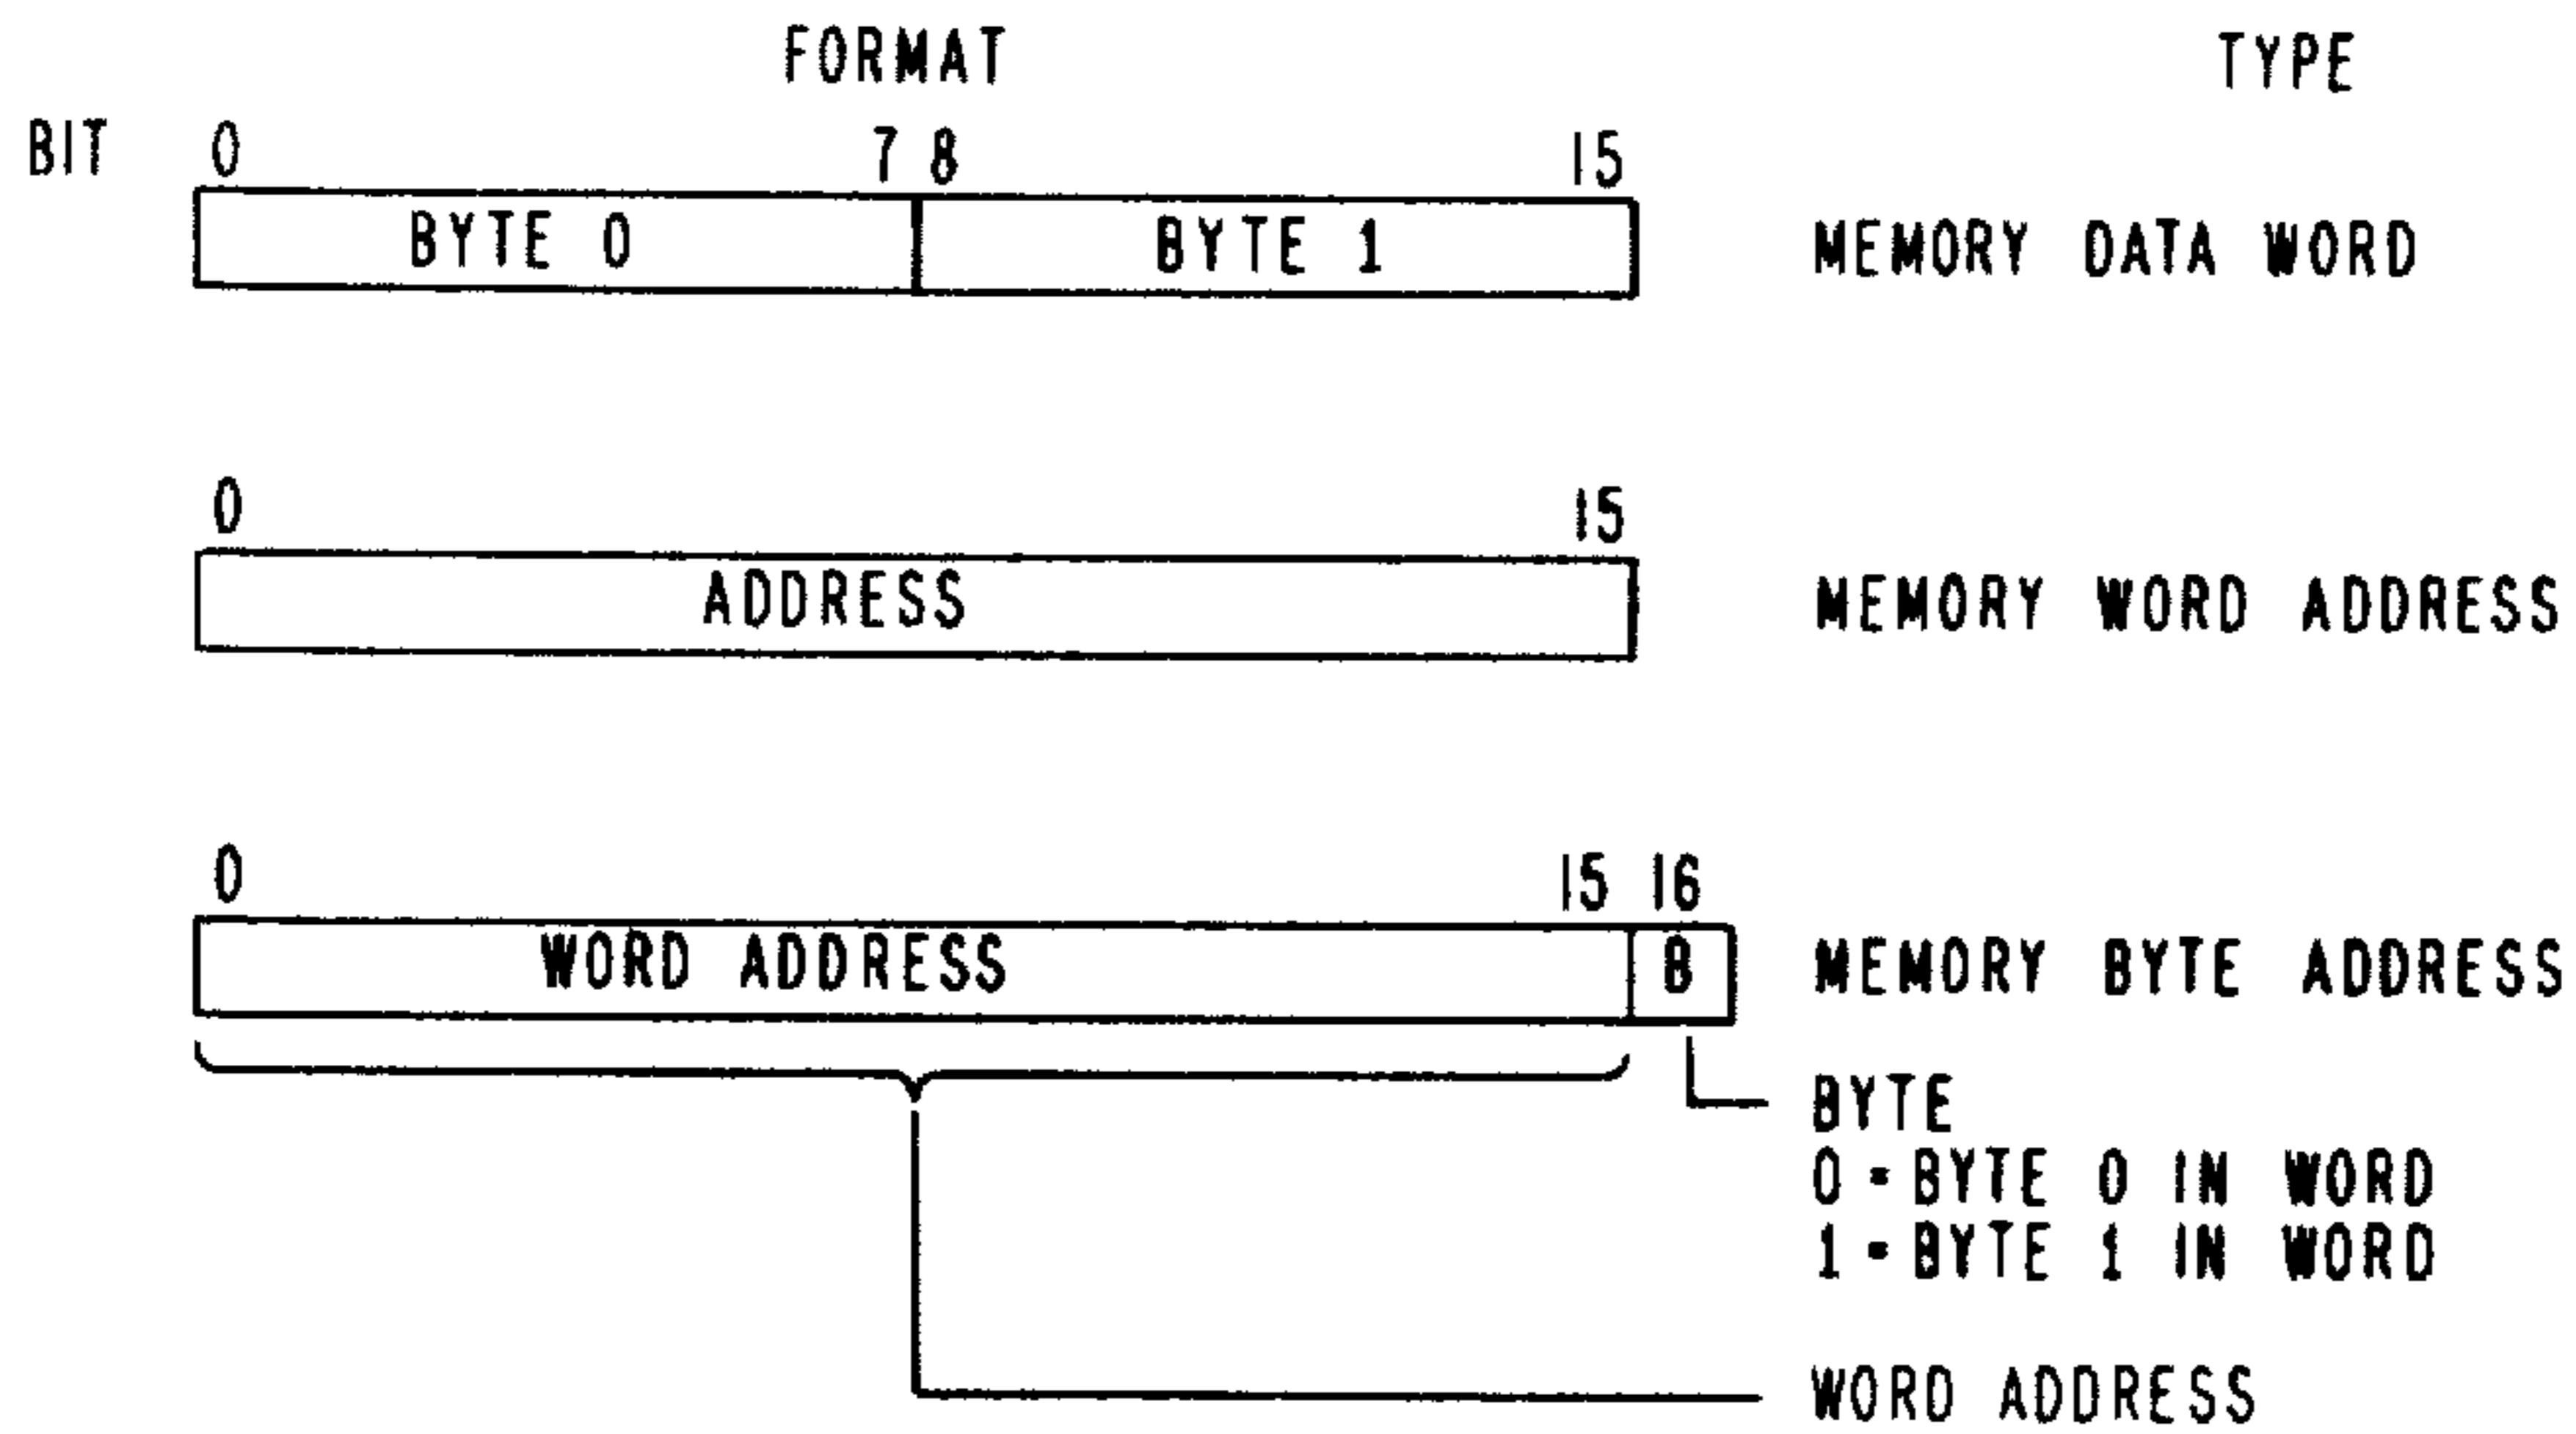 FORMAT TYPE
BIT 0 7 8 15
BYTE 0 BYTE 1 MEMORY DATA WORD
0 15
ADDRESS MEMORY WORD ADDRESS
0 15 16
WORD ADDRESS B MEMORY BYTE ADDRESS
BYTE
0 = BYTE 0 IN WORD
1 = BYTE 1 IN WORD
WORD ADDRESS